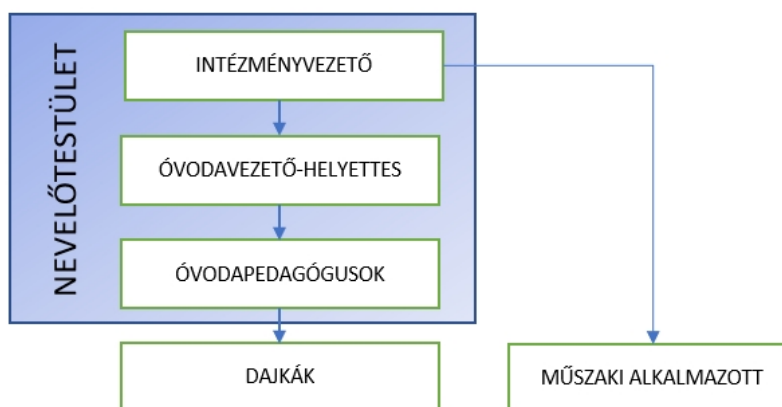 NEVELŐTESTÜLET
INTÉZMÉNYVEZETŐ
ÓVODAVEZETŐ-HELYETTES
ÓVODAPEDAGÓGUSOK
DAJKÁK
MŰSZAKI ALKALMAZOTT